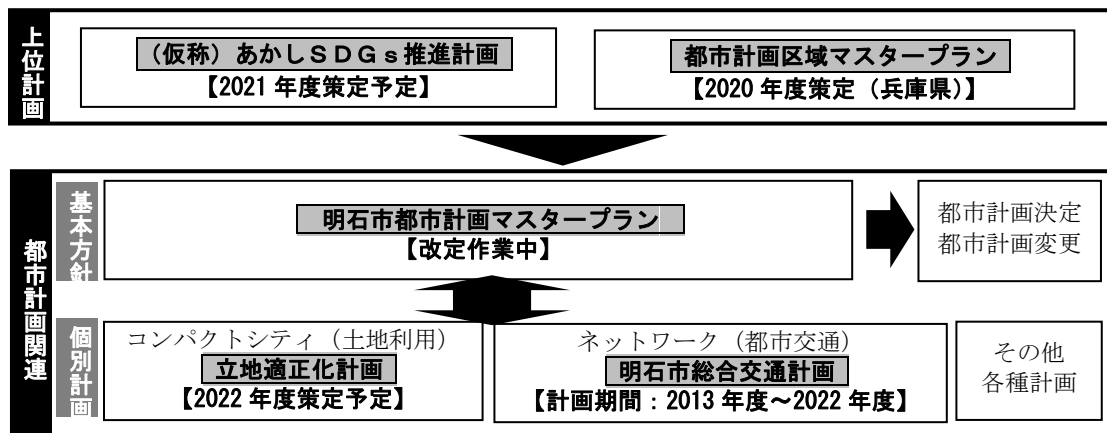 上位計画
（仮称）あかしＳＤＧｓ推進計画
【2021 年度策定予定】
都市計画区域マスタープラン
【2020 年度策定（兵庫県）】
都市計画関連
基本方針
明石市都市計画マスタープラン
【改定作業中】
都市計画決定
都市計画変更
個別計画
コンパクトシティ（土地利用）
立地適正化計画
【2022 年度策定予定】
ネットワーク（都市交通）
明石市総合交通計画
【計画期間：2013 年度～2022 年度】
その他
各種計画